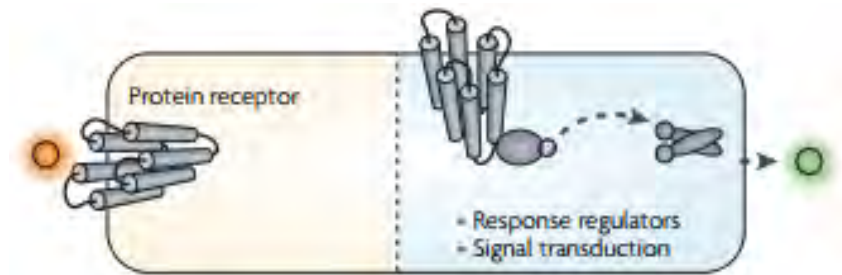 Protein receptor
- Response regulators
- Signal transduction